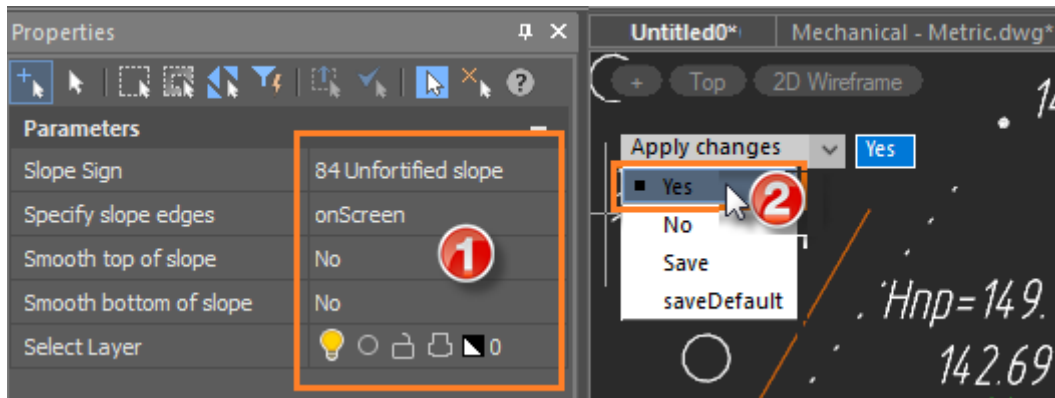 Properties
Parameters
Slope Sign 84 Unfortified slope
Specify slope edges onScreen
Smooth top of slope No
Smooth bottom of slope No
Select Layer 0
1
Untitled0* Mechanical - Metric.dwg*
+ Top 2D Wireframe
Apply changes Yes
Yes
2
No
Save
saveDefault
Нпр=149.
142.69